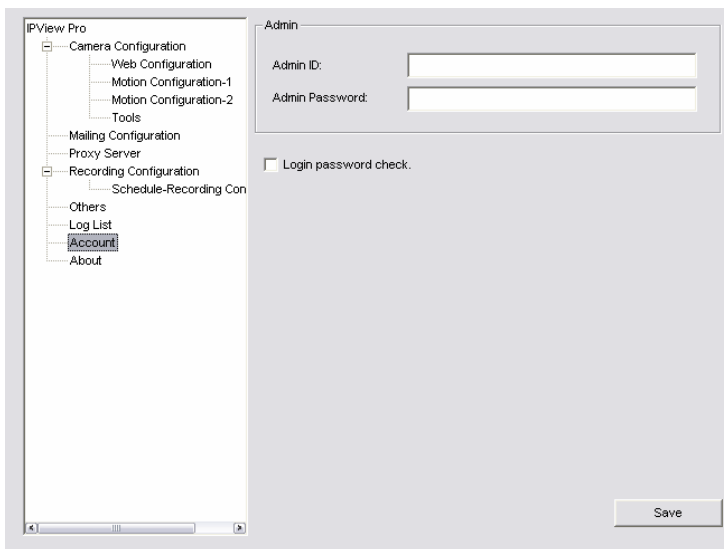 IPView Pro
Camera Configuration
Web Configuration
Motion Configuration-1
Motion Configuration-2
Tools
Mailing Configuration
Proxy Server
Recording Configuration
Schedule-Recording Con
Others
Log List
Account
About
Admin
Admin ID:
Admin Password:
Login password check.
Save